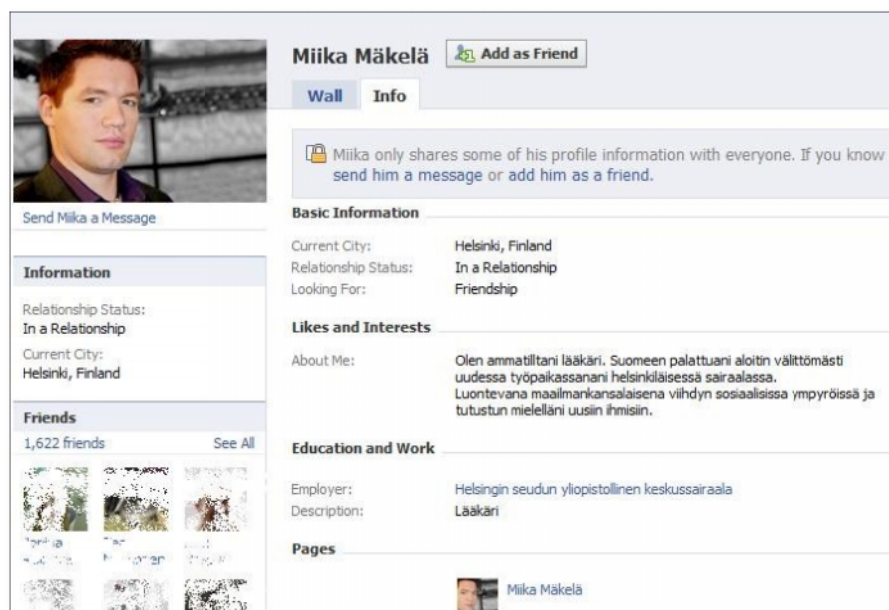 Miika Mäkelä
Add as Friend
Wall
Info
Miika only shares some of his profile information with everyone. If you know
send him a message or add him as a friend.
Send Miika a Message
Information
Relationship Status:
In a Relationship
Current City:
Helsinki, Finland
Friends
1,622 friends
See All
Basic Information
Current City: Helsinki, Finland
Relationship Status: In a Relationship
Looking For: Friendship
Likes and Interests
About Me: Olen ammatiltani lääkäri. Suomeen palattuani aloitin välittömästi
uudessa työpaikassanani helsinkiläisessä sairaalassa.
Luontevana maailmankansalaisena viihdyn sosiaalisissa ympyröissä ja
tutustun mielelläni uusiin ihmisiin.
Education and Work
Employer: Helsingin seudun yliopistollinen keskussairaala
Description: Lääkäri
Pages
Miika Mäkelä